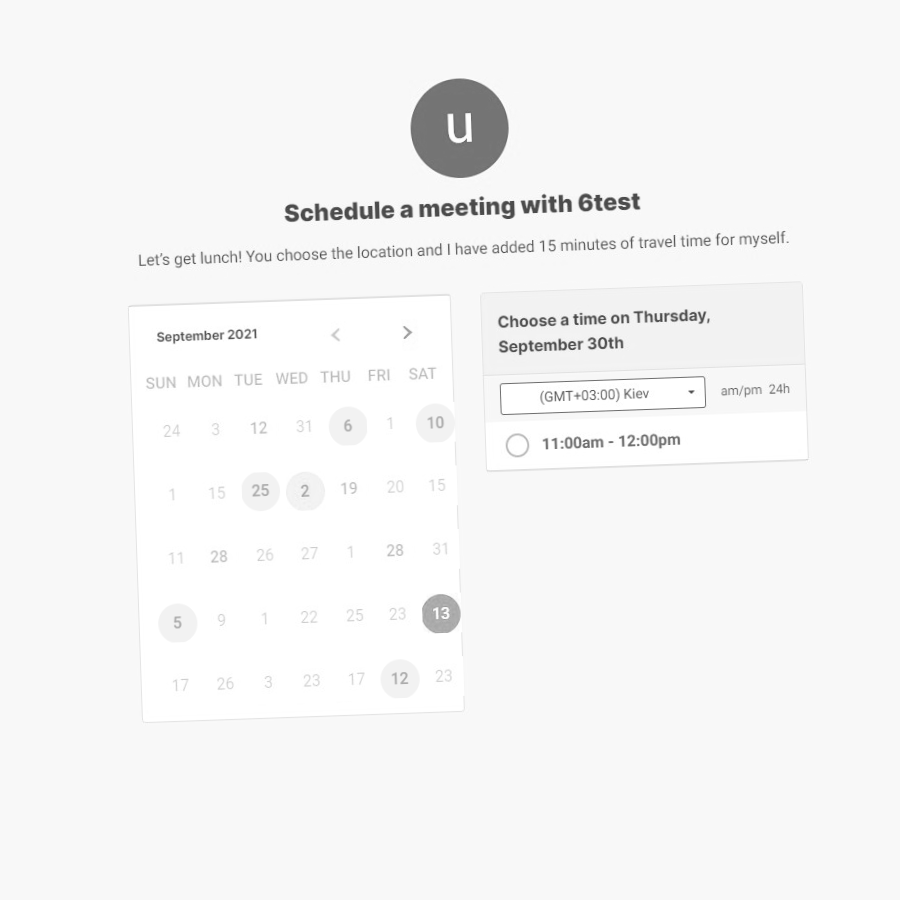 u
Schedule a meeting with 6test
Let's get lunch! You choose the location and I have added 15 minutes of travel time for myself.
September 2021
SUN MON TUE WED THU FRI SAT
24 3 12 31 6 1 10
1 15 25 2 19 20 15
11 28 26 27 1 28 31
5 9 1 22 25 23 13
17 26 3 23 17 12 23
Choose a time on Thursday,
September 30th
(GMT+03:00) Kiev am/pm 24h
11:00am - 12:00pm